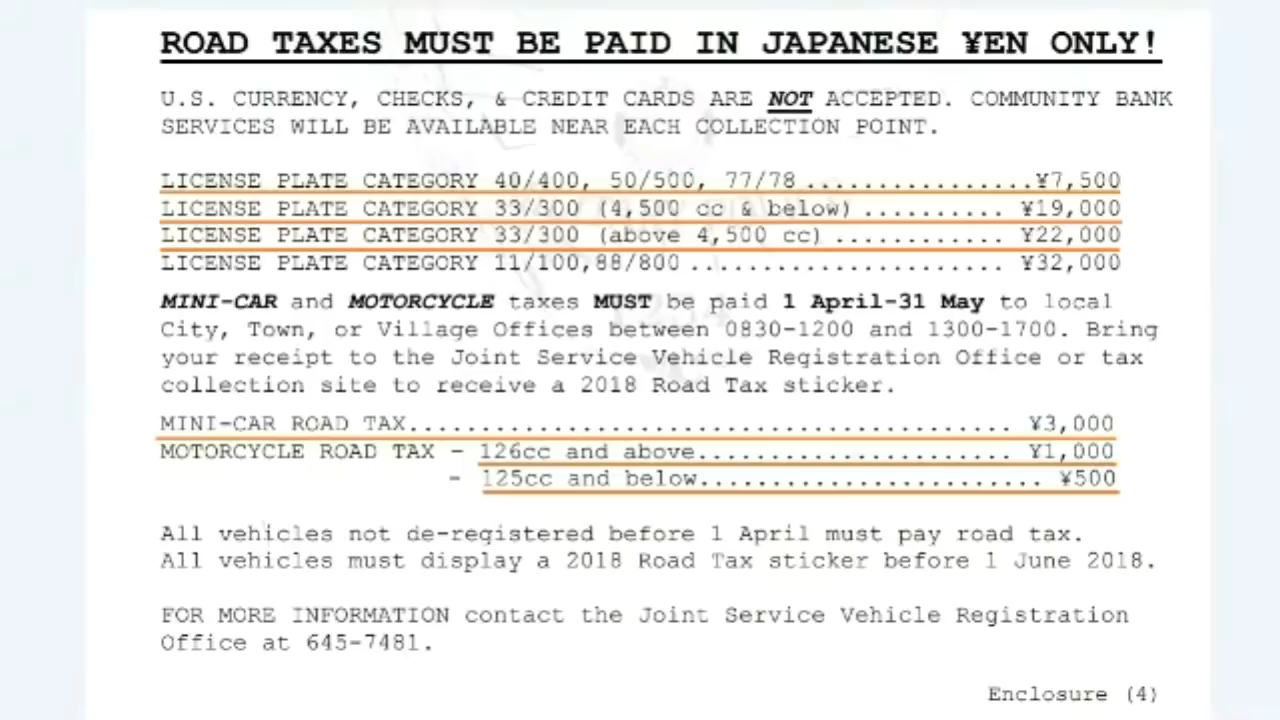 ROAD TAXES MUST BE PAID IN JAPANESE ¥EN ONLY!
U.S. CURRENCY, CHECKS, & CREDIT CARDS ARE NOT ACCEPTED. COMMUNITY BANK
SERVICES WILL BE AVAILABLE NEAR EACH COLLECTION POINT.
LICENSE PLATE CATEGORY 40/400, 50/500, 77/78 ................¥7,500
LICENSE PLATE CATEGORY 33/300 (4,500 cc & below) .......... ¥19,000
LICENSE PLATE CATEGORY 33/300 (above 4,500 cc) ............ ¥22,000
LICENSE PLATE CATEGORY 11/100,88/800 ...................... ¥32,000
MINI-CAR and MOTORCYCLE taxes MUST be paid 1 April-31 May to local
City, Town, or Village Offices between 0830-1200 and 1300-1700. Bring
your receipt to the Joint Service Vehicle Registration Office or tax
collection site to receive a 2018 Road Tax sticker.
MINI-CAR ROAD TAX.......................................... ¥3,000
MOTORCYCLE ROAD TAX - 126cc and above...................... ¥1,000
- 125cc and below........................ ¥500
All vehicles not de-registered before 1 April must pay road tax.
All vehicles must display a 2018 Road Tax sticker before 1 June 2018.
FOR MORE INFORMATION contact the Joint Service Vehicle Registration
Office at 645-7481.
Enclosure (4)